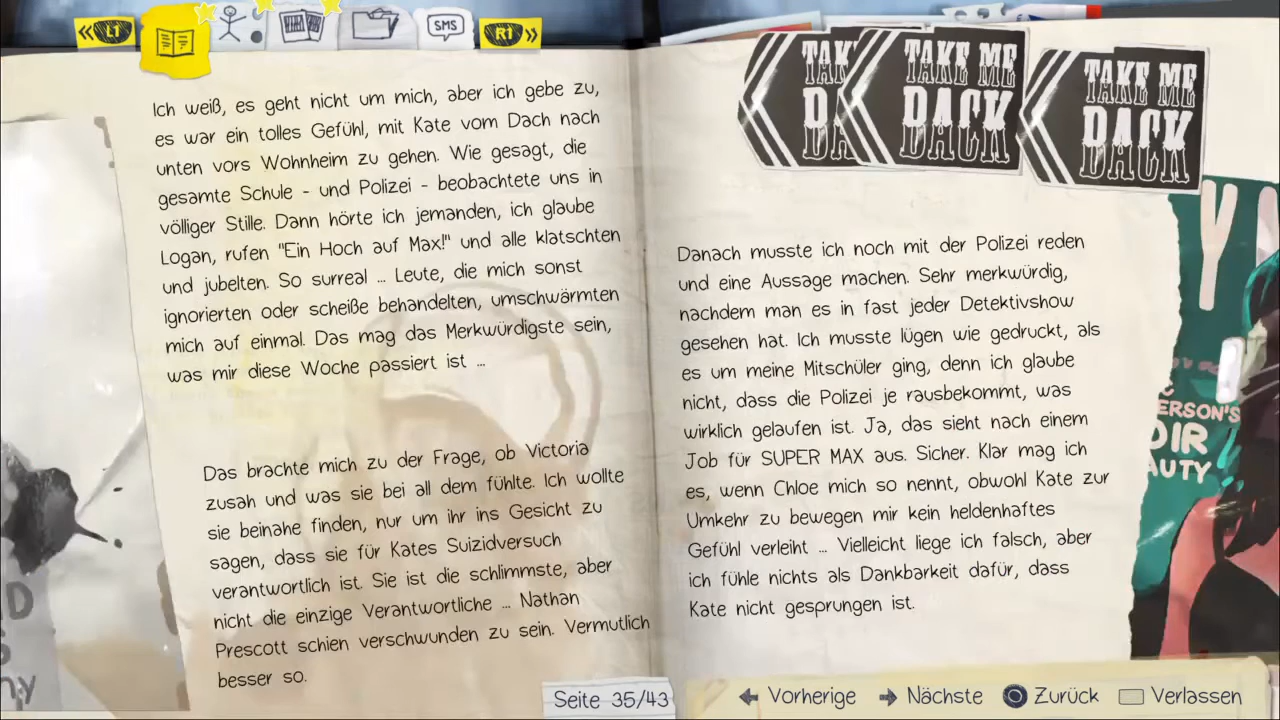 L1
SMS
R1
Ich weiß, es geht nicht um mich, aber ich gebe zu,
es war ein tolles Gefühl, mit Kate vom Dach nach
unten vors Wohnheim zu gehen. Wie gesagt, die
gesamte Schule - und Polizei - beobachtete uns in
völliger Stille. Dann hörte ich jemanden, ich glaube
Logan, rufen "Ein Hoch auf Max!" und alle klatschten
und jubelten. So surreal ... Leute, die mich sonst
ignorierten oder scheiße behandelten, umschwärmten
mich auf einmal. Das mag das Merkwürdigste sein,
was mir diese Woche passiert ist ...
Das brachte mich zu der Frage, ob Victoria
zusah und was sie bei all dem fühlte. Ich wollte
sie beinahe finden, nur um ihr ins Gesicht zu
sagen, dass sie für Kates Suizidversuch
verantwortlich ist. Sie ist die schlimmste, aber
nicht die einzige Verantwortliche ... Nathan
Prescott schien verschwunden zu sein. Vermutlich
besser so.
TAKE ME
BACK
TAKE ME
BACK
Danach musste ich noch mit der Polizei reden
und eine Aussage machen. Sehr merkwürdig,
nachdem man es in fast jeder Detektivshow
gesehen hat. Ich musste lügen wie gedruckt, als
es um meine Mitschüler ging, denn ich glaube
nicht, dass die Polizei je rausbekommt, was
wirklich gelaufen ist. Ja, das sieht nach einem
Job für SUPER MAX aus. Sicher. Klar mag ich
es, wenn Chloe mich so nennt, obwohl Kate zur
Umkehr zu bewegen mir kein heldenhaftes
Gefühl verleiht ... Vielleicht liege ich falsch, aber
ich fühle nichts als Dankbarkeit dafür, dass
Kate nicht gesprungen ist.
Seite 35/43
Vorherige
Nächste
Zurück
Verlassen